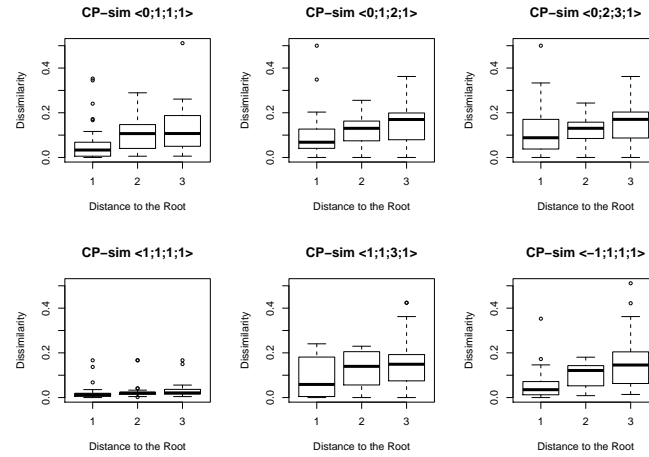 CP−sim <0;1;1;1>
Dissimilarity
0.0
0.4
1 2 3
Distance to the Root
CP−sim <0;1;2;1>
Dissimilarity
0.0
0.4
1 2 3
Distance to the Root
CP−sim <0;2;3;1>
Dissimilarity
0.0
0.4
1 2 3
Distance to the Root
CP−sim <1;1;1;1>
Dissimilarity
0.0
0.2
0.4
1 2 3
Distance to the Root
CP−sim <1;1;3;1>
Dissimilarity
0.0
0.2
0.4
1 2 3
Distance to the Root
CP−sim <−1;1;1;1>
Dissimilarity
0.0
0.2
0.4
1 2 3
Distance to the Root